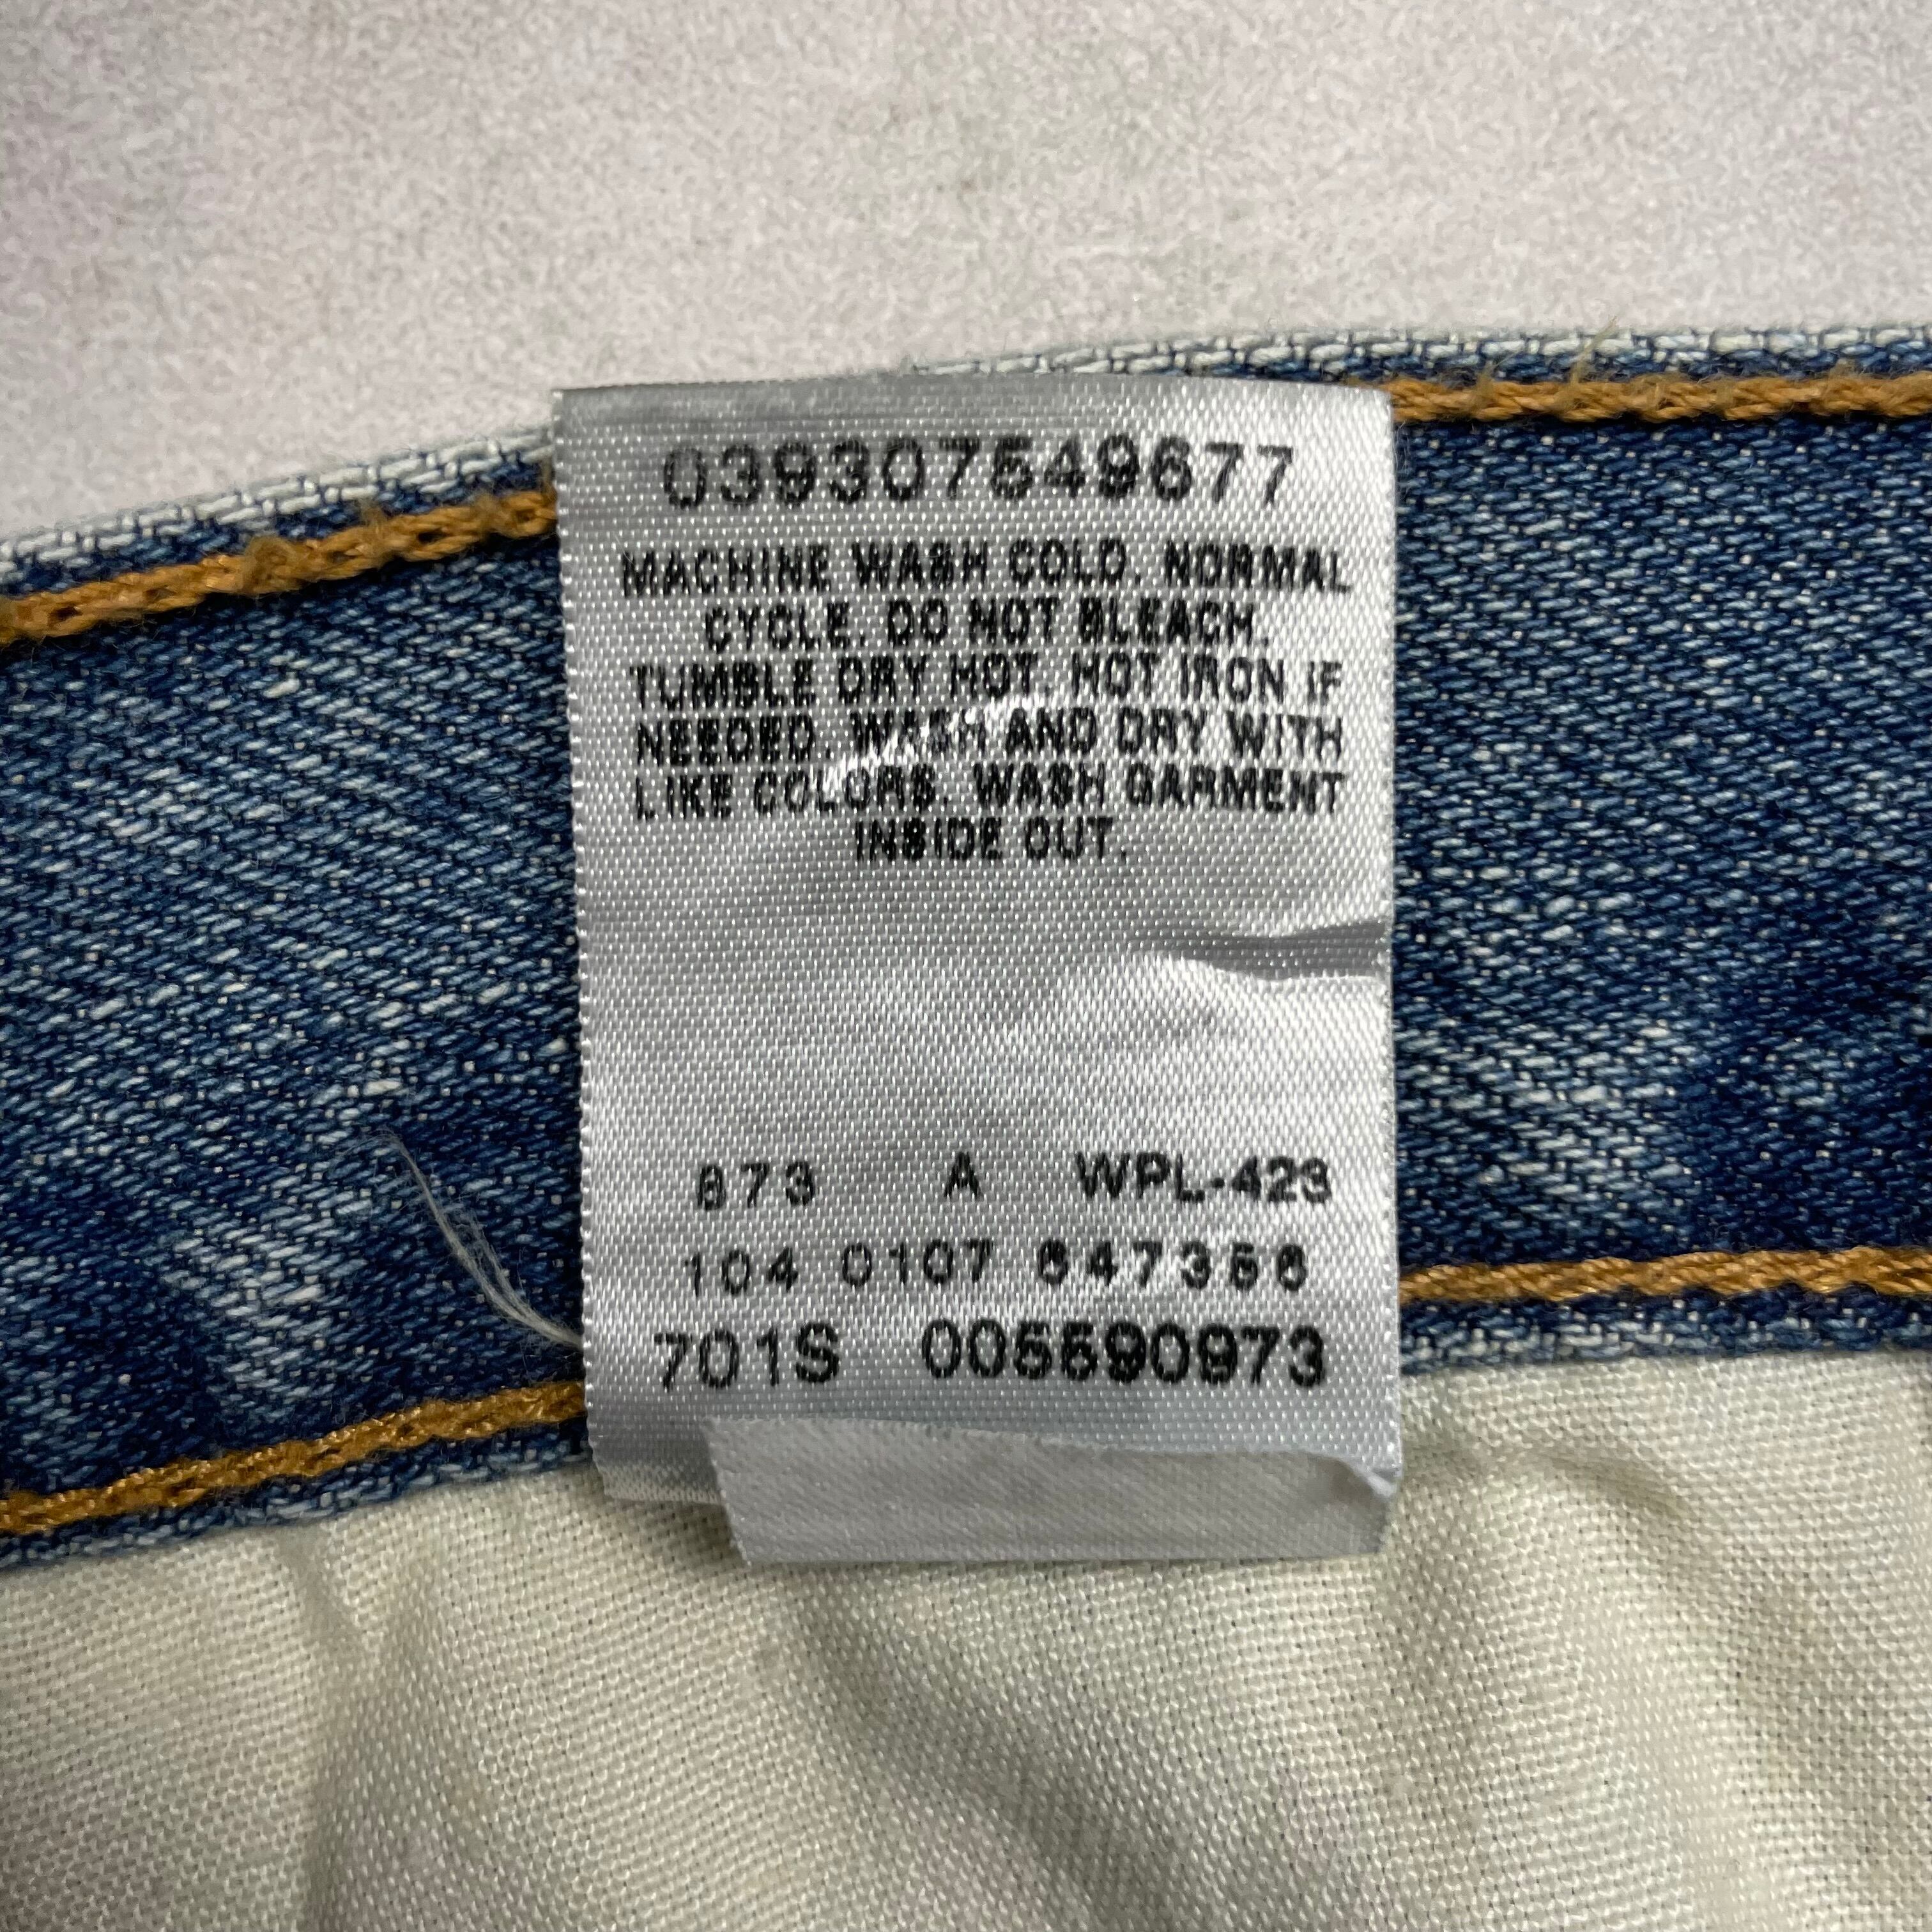 039307549677
MACHINE WASH COLD. NORMAL
CYCLE. DO NOT BLEACH.
TUMBLE DRY HOT. HOT IRON IF
NEEDED. WASH AND DRY WITH
LIKE COLORS. WASH GARMENT
INSIDE OUT.
873 A WPL-423
104 0107
701S 005590973